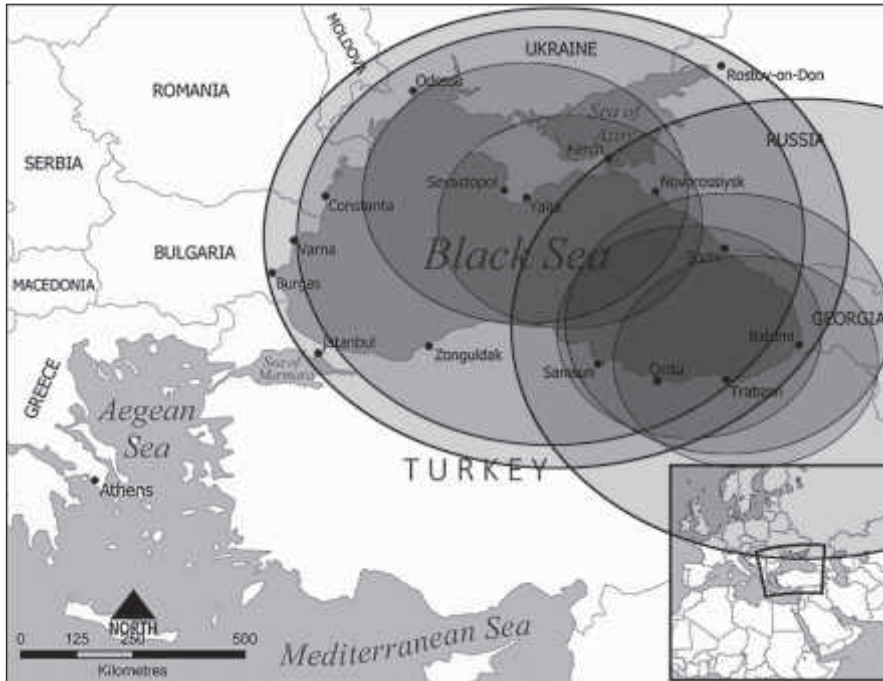 MOLDOVA
UKRAINE
ROMANIA
Odessa
Rostov-on-Don
Sea of
Azov
RUSSIA
SERBIA
Kerch
Sevastopol
Yalta
Novorossiysk
Constanta
BULGARIA
Varna
Black Sea
MACEDONIA
Burgas
GEORGIA
Istanbul
Zonguldak
Batumi
Sea of
Marmara
Samsun
Ordu
Trabzon
GREECE
Aegean
Sea
TURKEY
Athens
NORTH
0 125 250 500
Kilometres
Mediterranean Sea